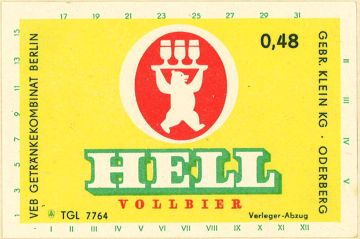 17 · 19 · 21 · 23 · 25 · 27 · 29 · 31
0,48
VEB GETRÄNKEKOMBINAT BERLIN
GEBR. KLEIN KG · ODERBERG
HELL
VOLLBIER
TGL 7764
Verleger-Abzug
· I II III IV V VI VII VIII IX X XI XII